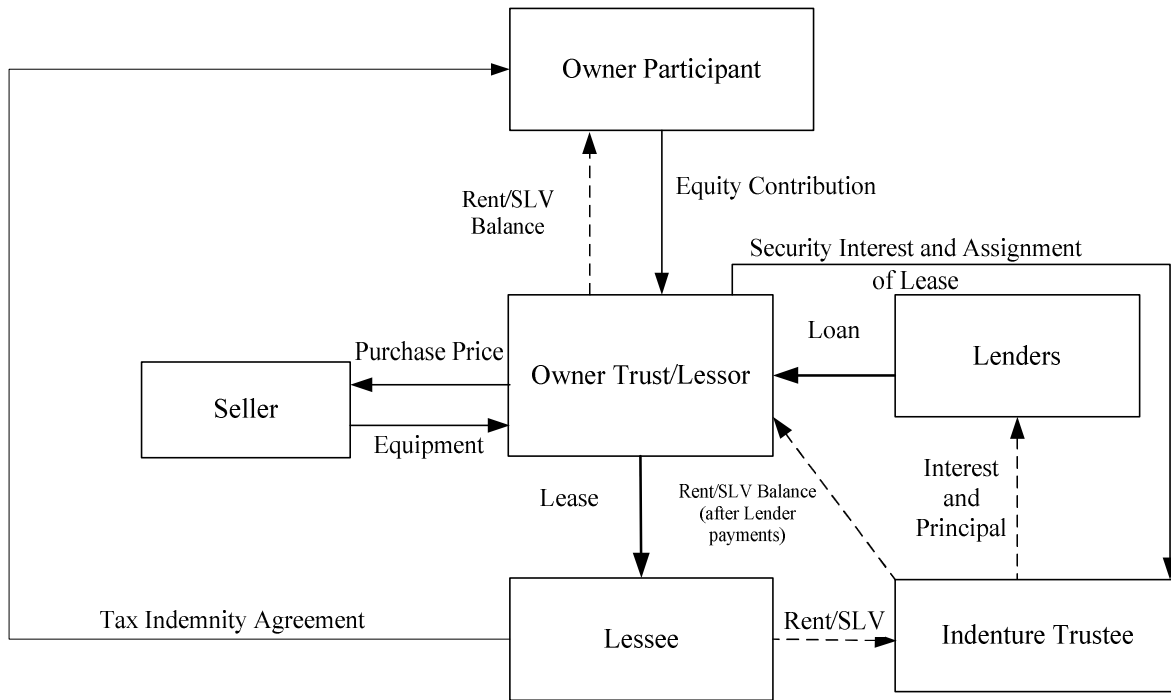 Owner Participant
Rent/SLV
Balance
Equity Contribution
Security Interest and Assignment
of Lease
Purchase Price
Owner Trust/Lessor
Loan
Lenders
Seller
Equipment
Lease
Rent/SLV Balance
(after Lender
payments)
Interest
and
Principal
Tax Indemnity Agreement
Lessee
Rent/SLV
Indenture Trustee